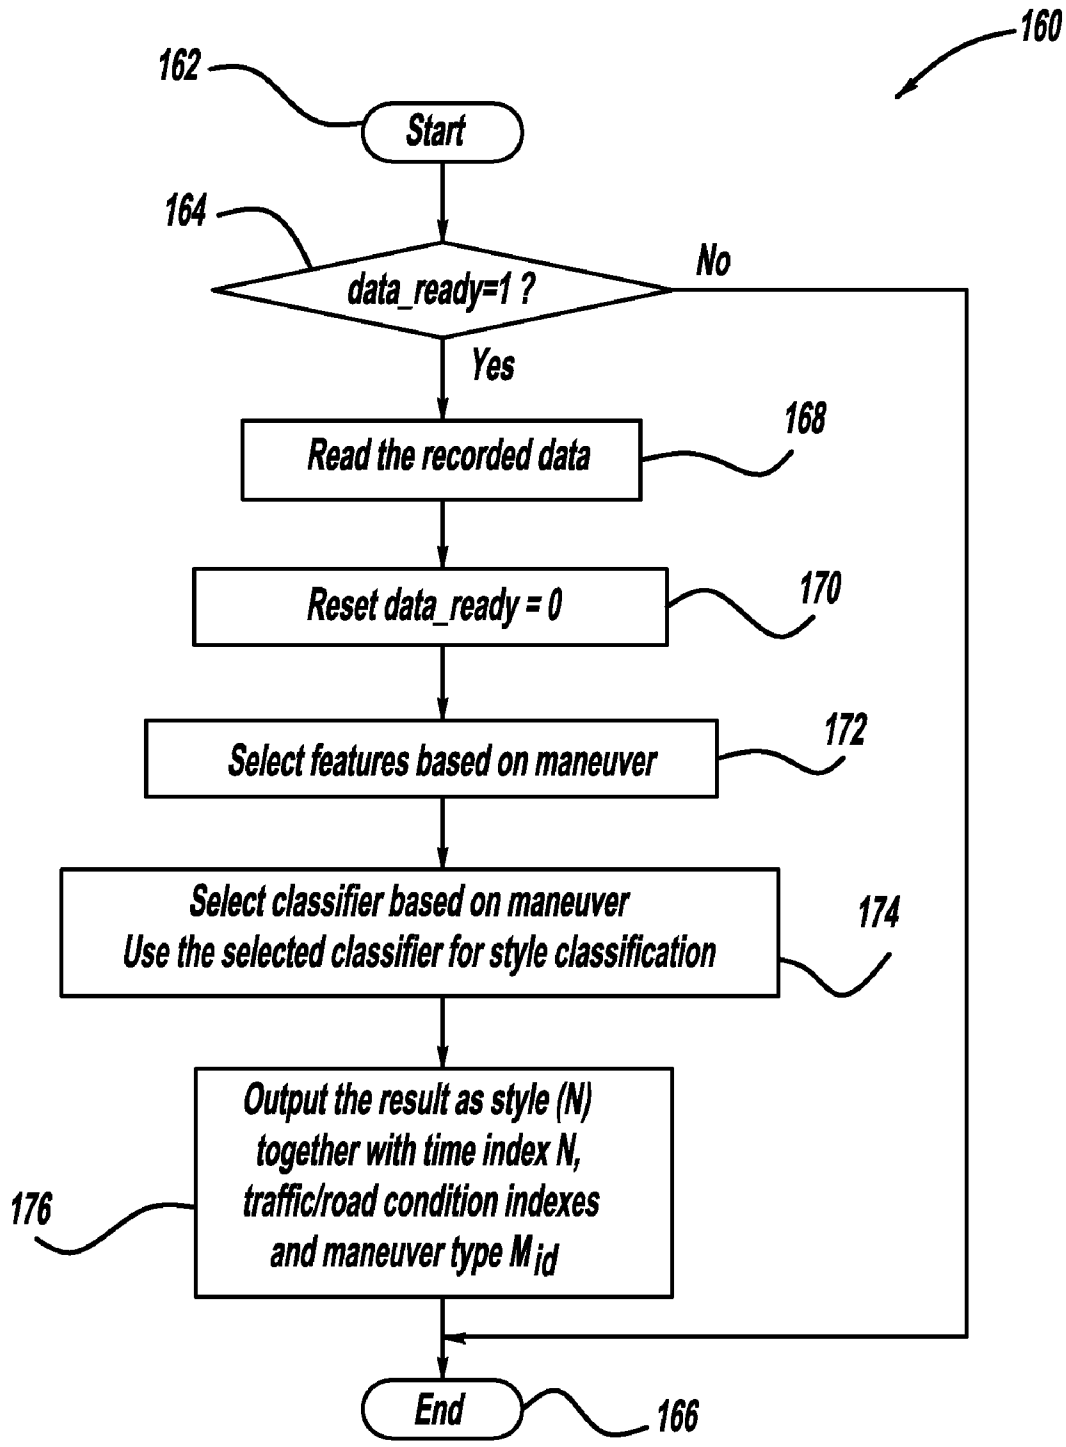 160
162
Start
164
data_ready=1 ?
No
Yes
168
Read the recorded data
170
Reset data_ready = 0
172
Select features based on maneuver
174
Select classifier based on maneuver
Use the selected classifier for style classification
Output the result as style (N)
together with time index N,
traffic/road condition indexes
and maneuver type M id
176
End
166